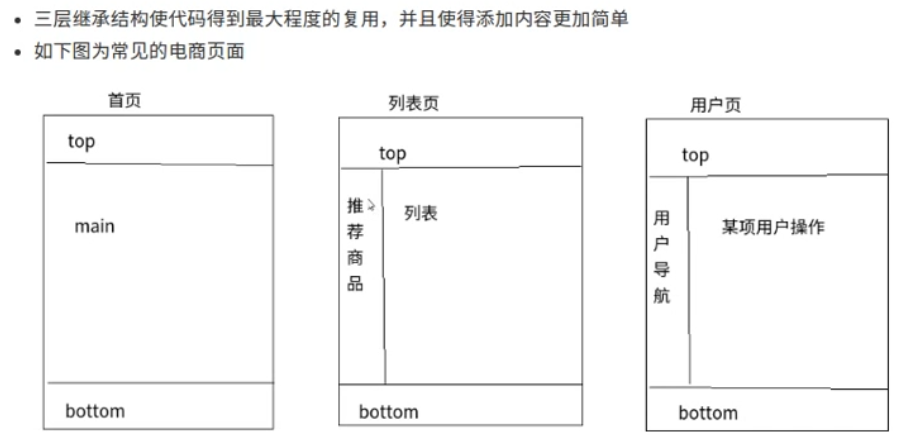 三层继承结构使代码得到最大程度的复用，并且使得添加内容更加简单
如下图为常见的电商页面
首页
top
main
bottom
列表页
top
推荐商品
列表
bottom
用户页
top
用户导航
某项用户操作
bottom